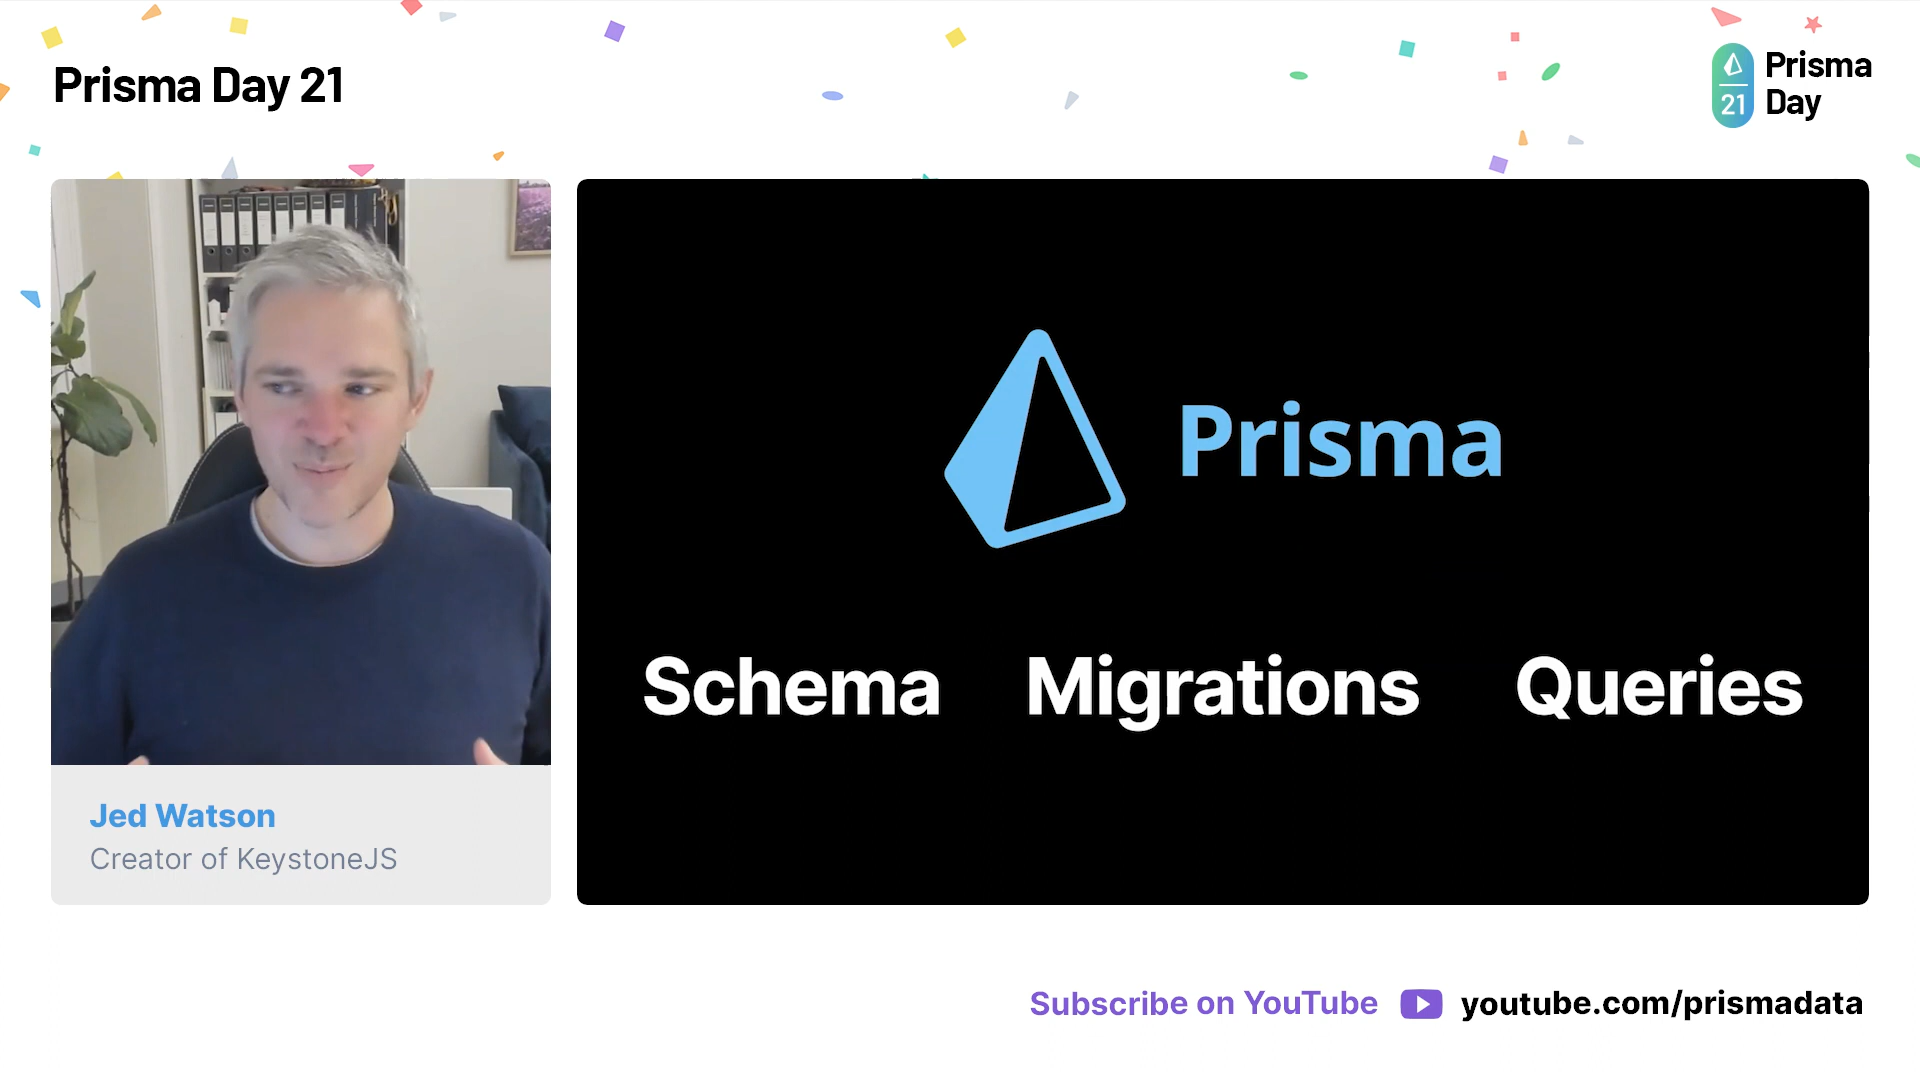 Prisma Day 21
21
Prisma
Day
Prisma
Schema Migrations Queries
Jed Watson
Creator of KeystoneJS
Subscribe on YouTube youtube.com/prismadata